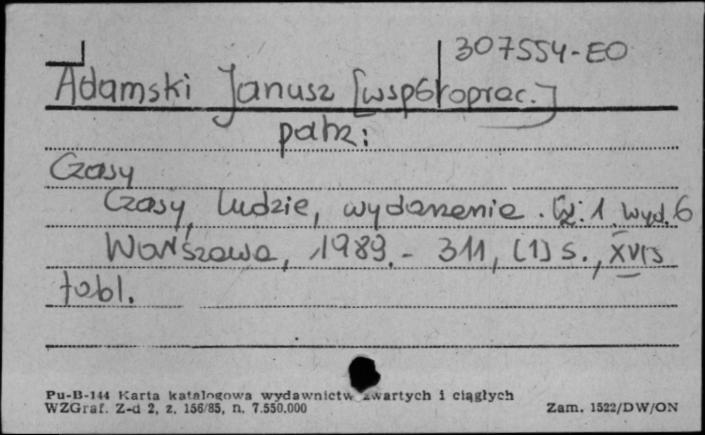 307554-EO
Adamski Janusz [współoprac.]
patrz:
Czasy
Czasy, ludzie, wydarzenia. Cz. 1. Wyd. 6
Warszawa, 1989. - 311, [1] s., XVI s
tabl.
Pu-B-144 Karta katalogowa wydawnictw zwartych i ciągłych
WZGraf. Z-d 2, z. 156/85, n. 7.550.000
Zam. 1522/DW/ON